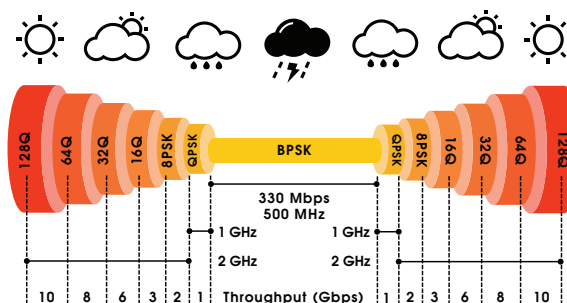 128Q 64Q 32Q 16Q 8PSK QPSK BPSK QPSK 8PSK 16Q 32Q 64Q 128Q
330 Mbps
500 MHz
1 GHz 1 GHz
2 GHz 2 GHz
10 8 6 3 2 1 Throughput (Gbps) 1 2 3 6 8 10